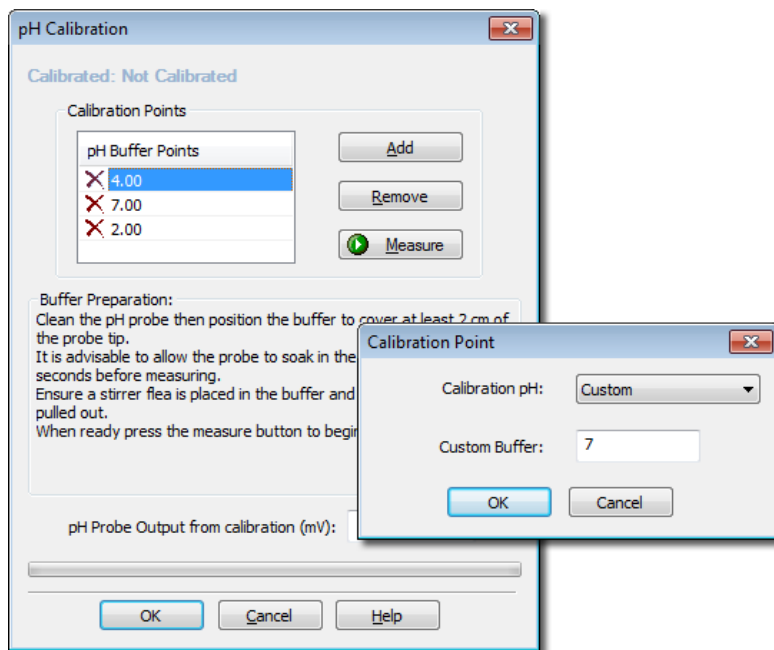 pH Calibration
Calibrated: Not Calibrated
Calibration Points
pH Buffer Points
4.00
7.00
2.00
Add
Remove
Measure
Buffer Preparation:
Clean the pH probe then position the buffer to cover at least 2 cm of
the probe tip.
It is advisable to allow the probe to soak in the
seconds before measuring.
Ensure a stirrer flea is placed in the buffer and
pulled out.
When ready press the measure button to begin
pH Probe Output from calibration (mV):
OK
Cancel
Help
Calibration Point
Calibration pH:
Custom
Custom Buffer:
7
OK
Cancel